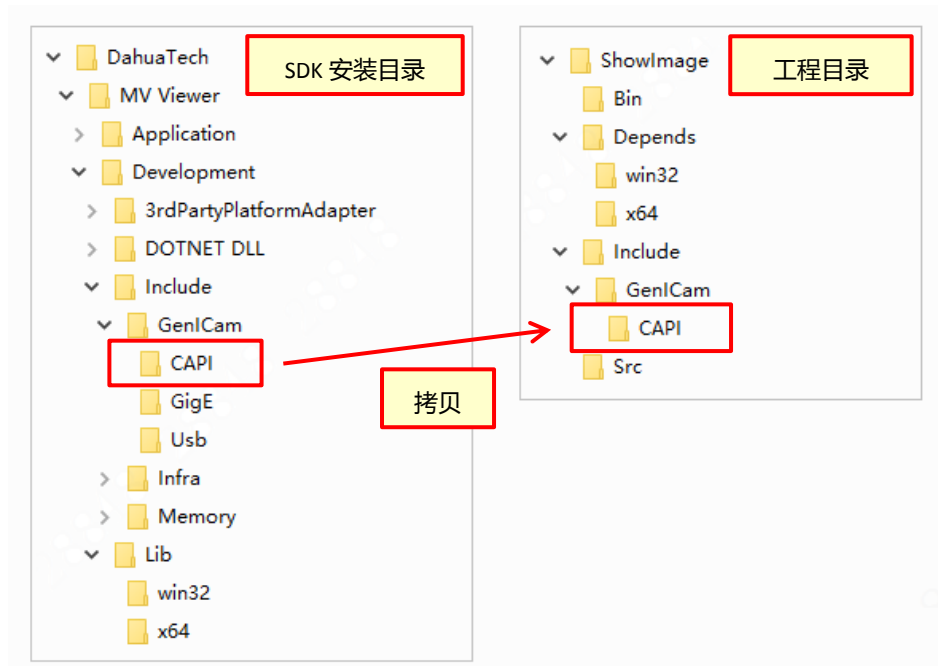 DahuaTech
SDK 安装目录
MV Viewer
Application
Development
3rdPartyPlatformAdapter
DOTNET DLL
Include
GenICam
CAPI
GigE
Usb
Infra
Memory
Lib
win32
x64
拷贝
ShowImage
工程目录
Bin
Depends
win32
x64
Include
GenICam
CAPI
Src